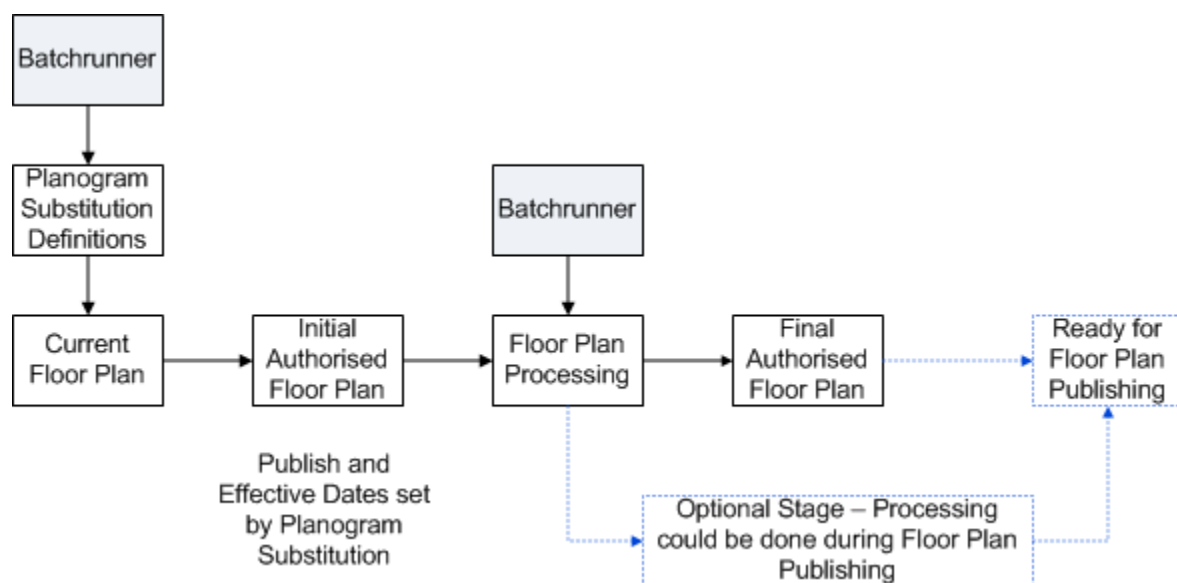 Batchrunner
Planogram
Substitution
Definitions
Batchrunner
Current
Floor Plan
Initial
Authorised
Floor Plan
Floor Plan
Processing
Final
Authorised
Floor Plan
Ready for
Floor Plan
Publishing
Publish and
Effective Dates set
by Planogram
Substitution
Optional Stage – Processing
could be done during Floor Plan
Publishing